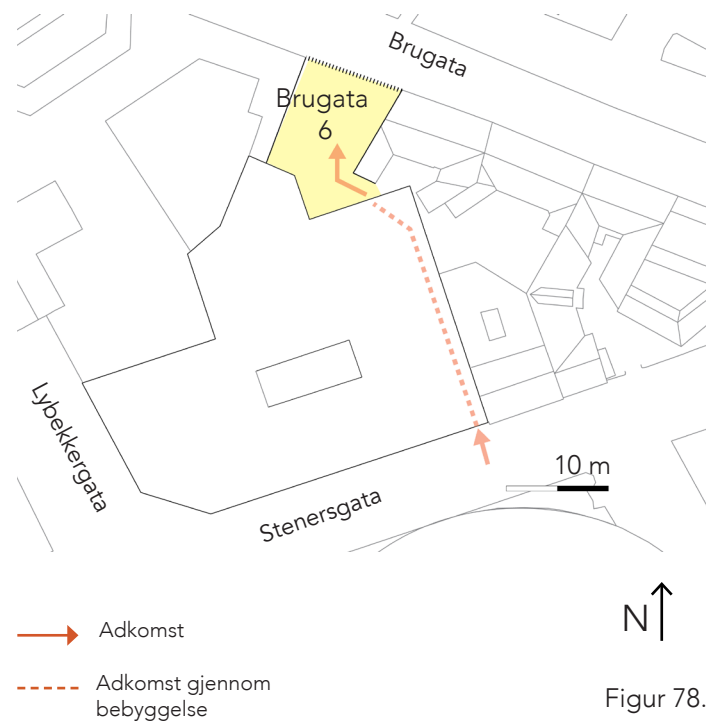 Brugata
Brugata
6
Lybekkergata
Stenersgata
10 m
N
Adkomst
Adkomst gjennom
bebyggelse
Figur 78.